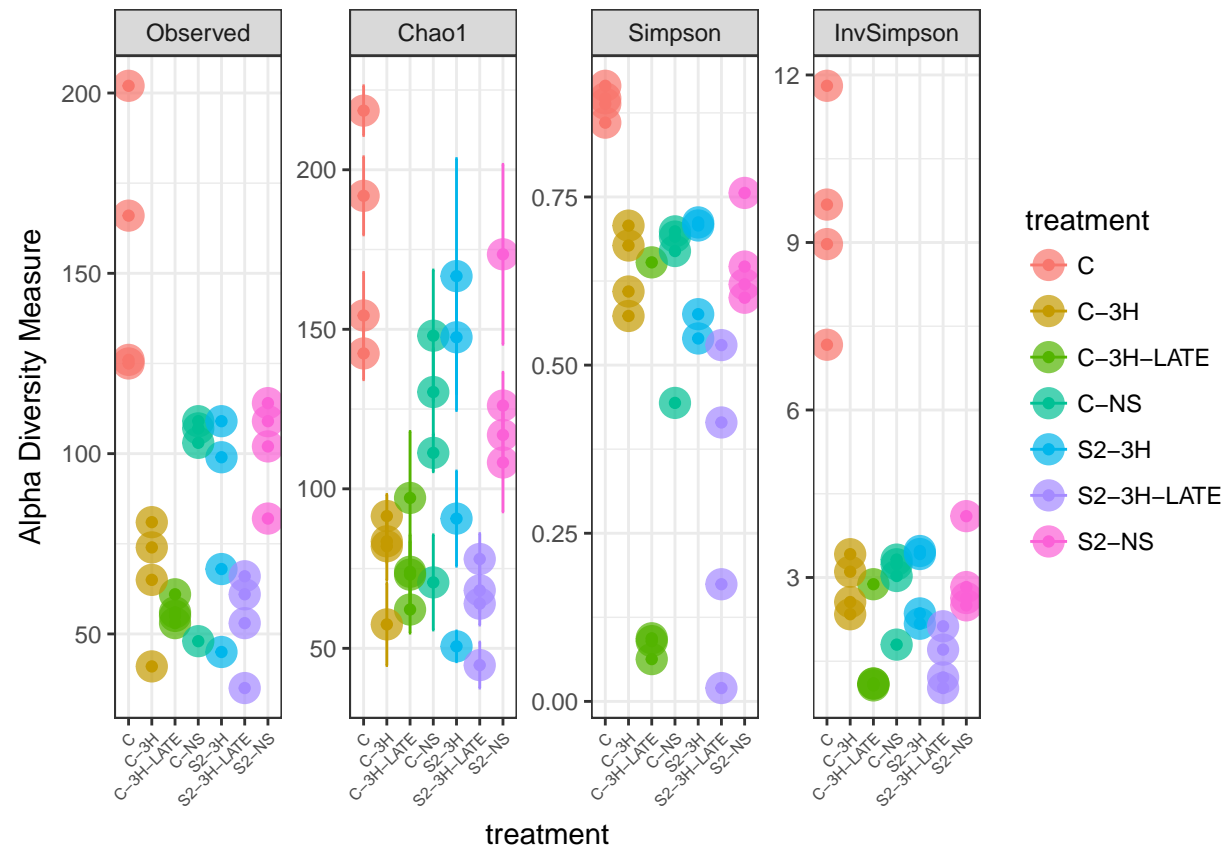 Observed
Chao1
Simpson
InvSimpson
Alpha Diversity Measure
200
150
100
50
200
150
100
50
0.75
0.50
0.25
0.00
12
9
6
3
C
C−3H
C−3H−LATE
C−NS
S2−3H
S2−3H−LATE
S2−NS
C
C−3H
C−3H−LATE
C−NS
S2−3H
S2−3H−LATE
S2−NS
C
C−3H
C−3H−LATE
C−NS
S2−3H
S2−3H−LATE
S2−NS
C
C−3H
C−3H−LATE
C−NS
S2−3H
S2−3H−LATE
S2−NS
treatment
treatment
C
C−3H
C−3H−LATE
C−NS
S2−3H
S2−3H−LATE
S2−NS